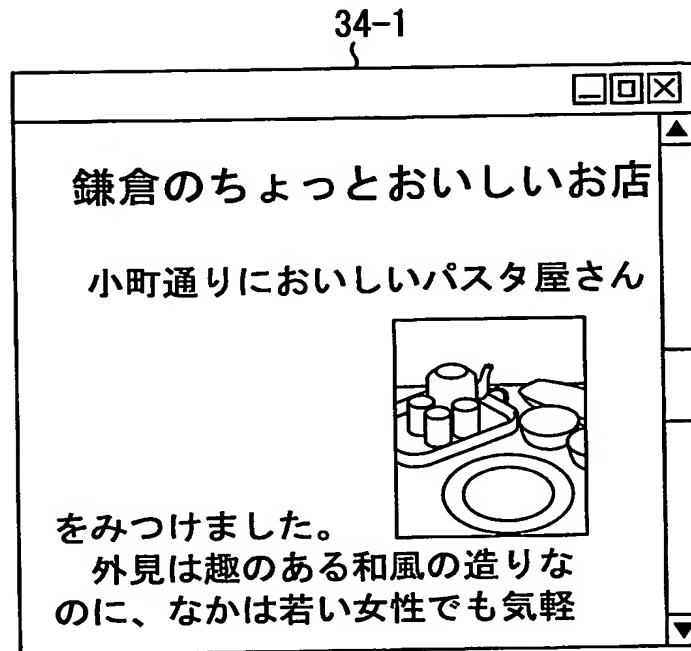 34-1
鎌倉のちょっとおいしいお店
小町通りにおいしいパスタ屋さん
をみつけました。
外見は趣のある和風の造りな
のに、なかは若い女性でも気軽